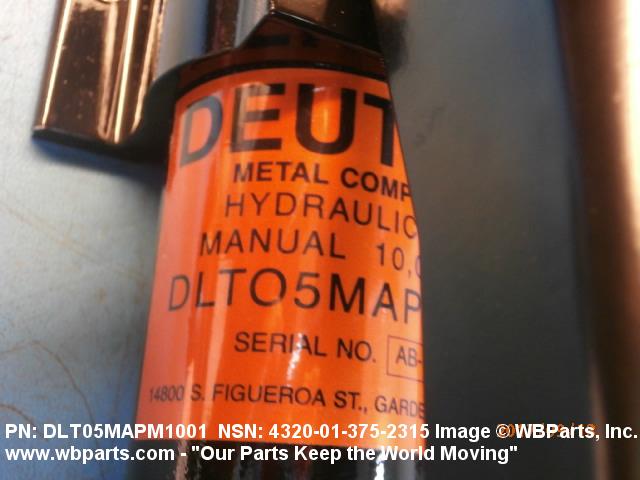 DEUT
METAL COMP
HYDRAULIC
MANUAL 10,0
DLT05MAP
SERIAL NO. AB-
14800 S. FIGUEROA ST., GARDE
PN: DLT05MAPM1001 NSN: 4320-01-375-2315 Image © WBParts, Inc.
www.wbparts.com - "Our Parts Keep the World Moving"